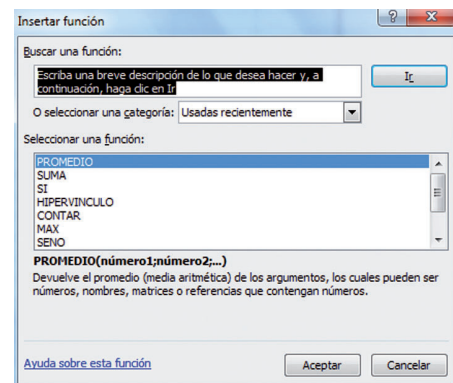 Insertar función
Buscar una función:
Escriba una breve descripción de lo que desea hacer y, a
continuación, haga clic en Ir
Ir
O seleccionar una categoría: Usadas recientemente
Seleccionar una función:
PROMEDIO
SUMA
SI
HIPERVINCULO
CONTAR
MAX
SENO
PROMEDIO(número1;número2;...)
Devuelve el promedio (media aritmética) de los argumentos, los cuales pueden ser
números, nombres, matrices o referencias que contengan números.
Ayuda sobre esta función
Aceptar
Cancelar